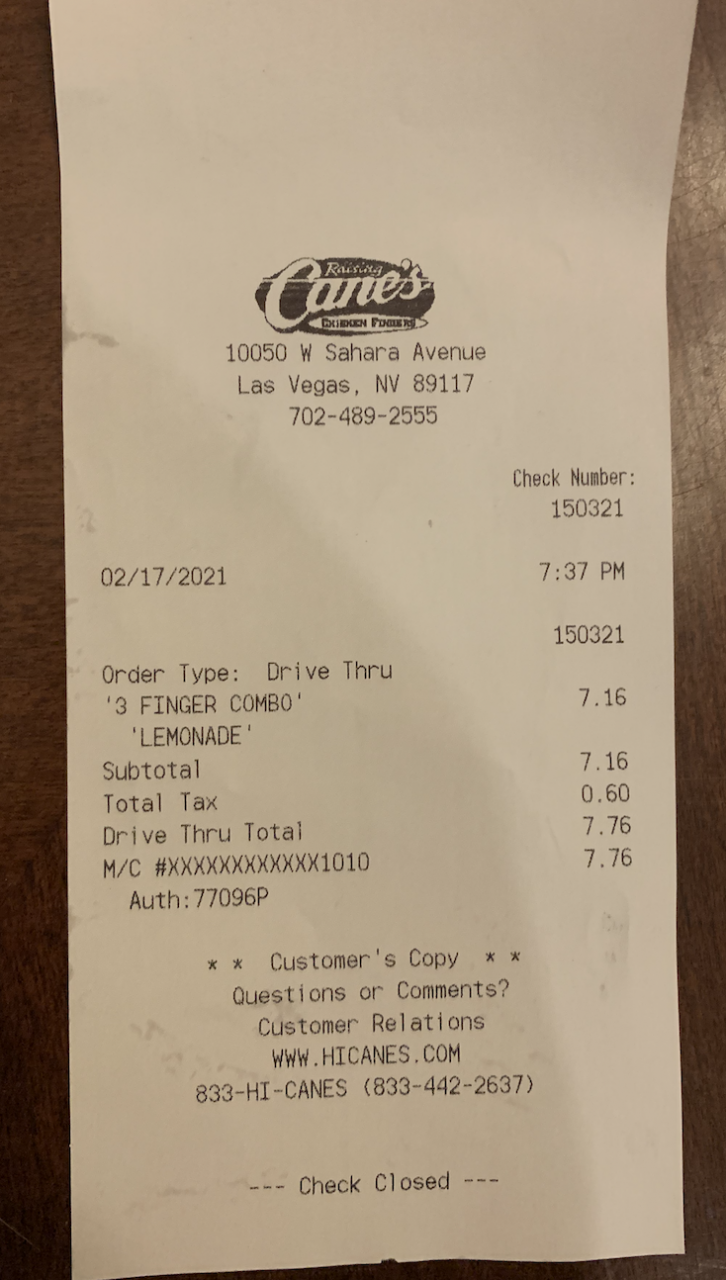 Raising
Cane's
CHICKEN FINGERS
10050 W Sahara Avenue
Las Vegas, NV 89117
702-489-2555
Check Number:
150321
02/17/2021 7:37 PM
150321
Order Type: Drive Thru
'3 FINGER COMBO' 7.16
'LEMONADE'
Subtotal 7.16
Total Tax 0.60
Drive Thru Total 7.76
M/C #XXXXXXXXXXXX1010 7.76
Auth:77096P
* * Customer's Copy * *
Questions or Comments?
Customer Relations
WWW.HICANES.COM
833-HI-CANES (833-442-2637)
--- Check Closed ---